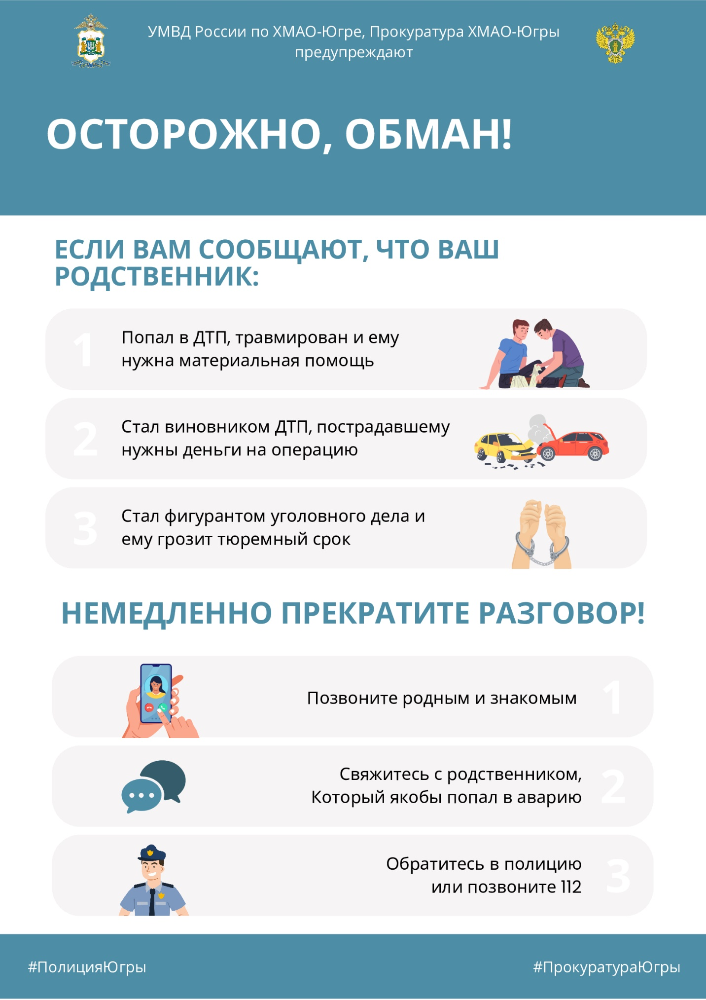 УМВД России по ХМАО-Югре, Прокуратура ХМАО-Югры
предупреждают
ОСТОРОЖНО, ОБМАН!
ЕСЛИ ВАМ СООБЩАЮТ, ЧТО ВАШ
РОДСТВЕННИК:
1
Попал в ДТП, травмирован и ему
нужна материальная помощь
2
Стал виновником ДТП, пострадавшему
нужны деньги на операцию
3
Стал фигурантом уголовного дела и
ему грозит тюремный срок
НЕМЕДЛЕННО ПРЕКРАТИТЕ РАЗГОВОР!
Позвоните родным и знакомым
1
Свяжитесь с родственником,
Который якобы попал в аварию
2
Обратитесь в полицию
или позвоните 112
3
#ПолицияЮгры
#ПрокуратураЮгры